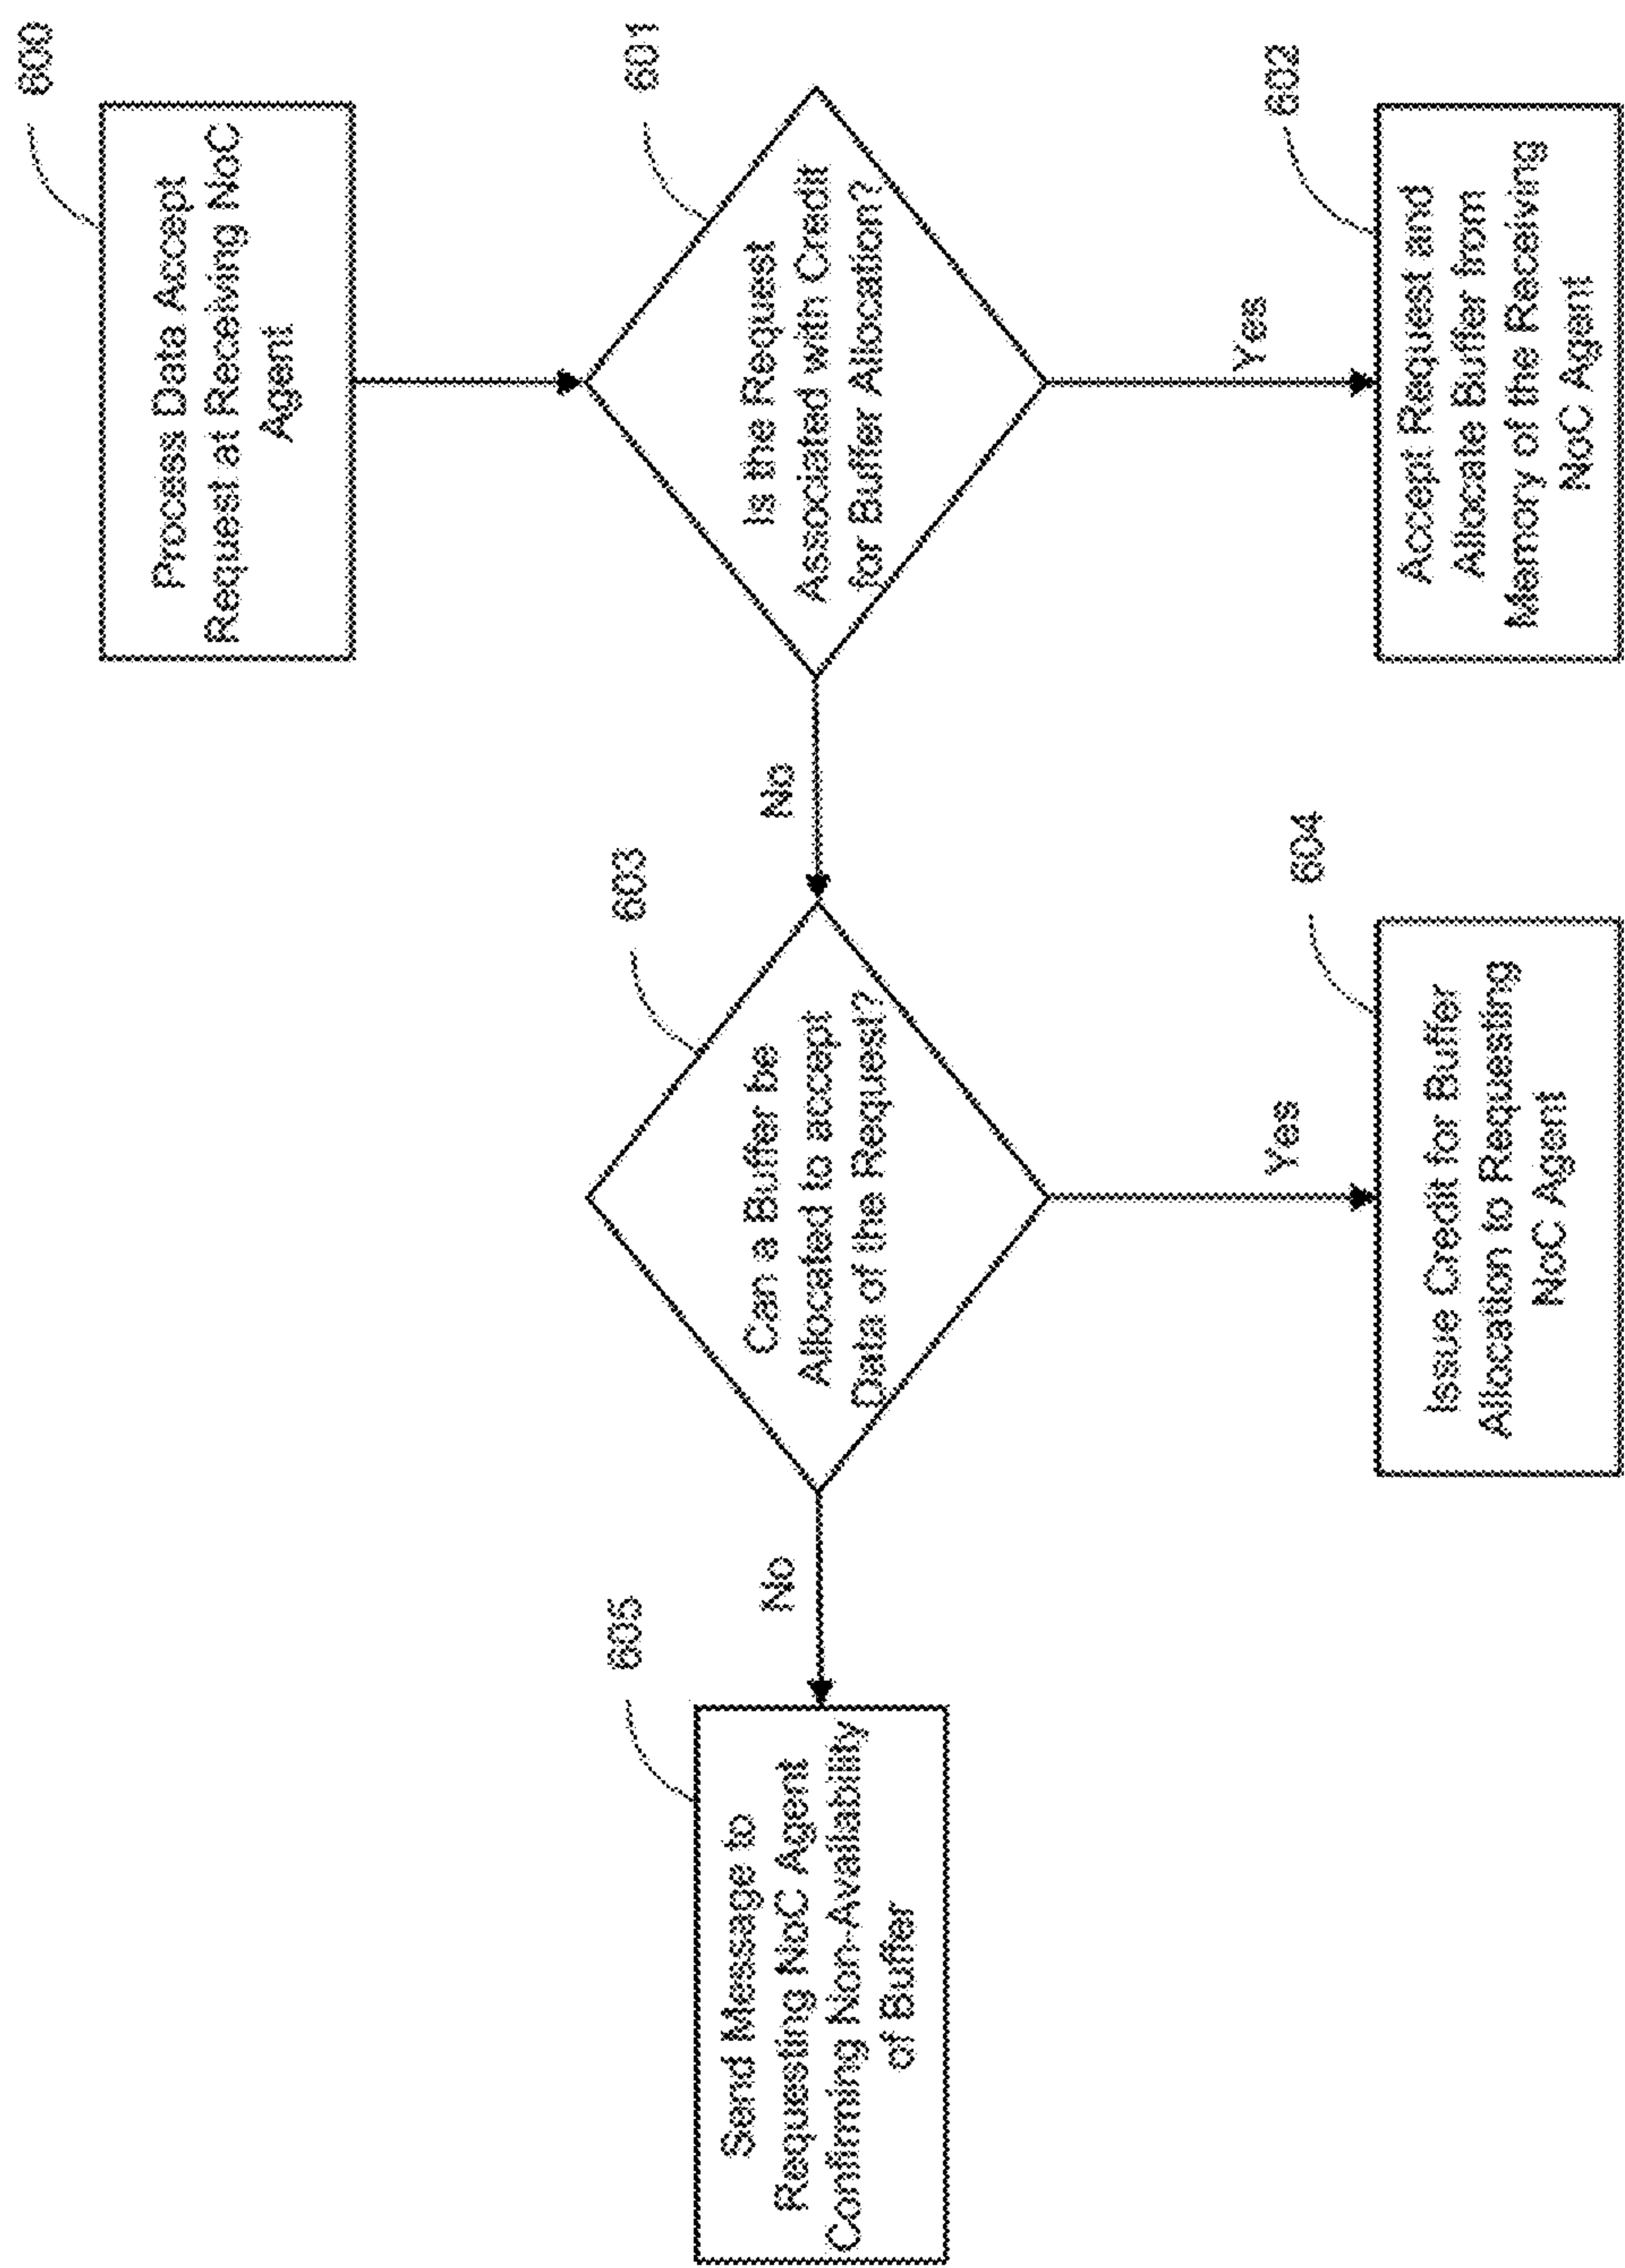 600
Process Data Accept
Request at Receiving NoC
Agent
601
Is the Request
Associated with Credit
for Buffer Allocation?
Yes
602
Accept Request and
Allocate Buffer from
Memory of the Receiving
NoC Agent
No
603
Can a Buffer be
Allocated to accept
Data of the Request?
Yes
604
Issue Credit for Buffer
Allocation to Requesting
NoC Agent
No
605
Send Message to
Requesting NoC Agent
Confirming Non-Availability
of Buffer